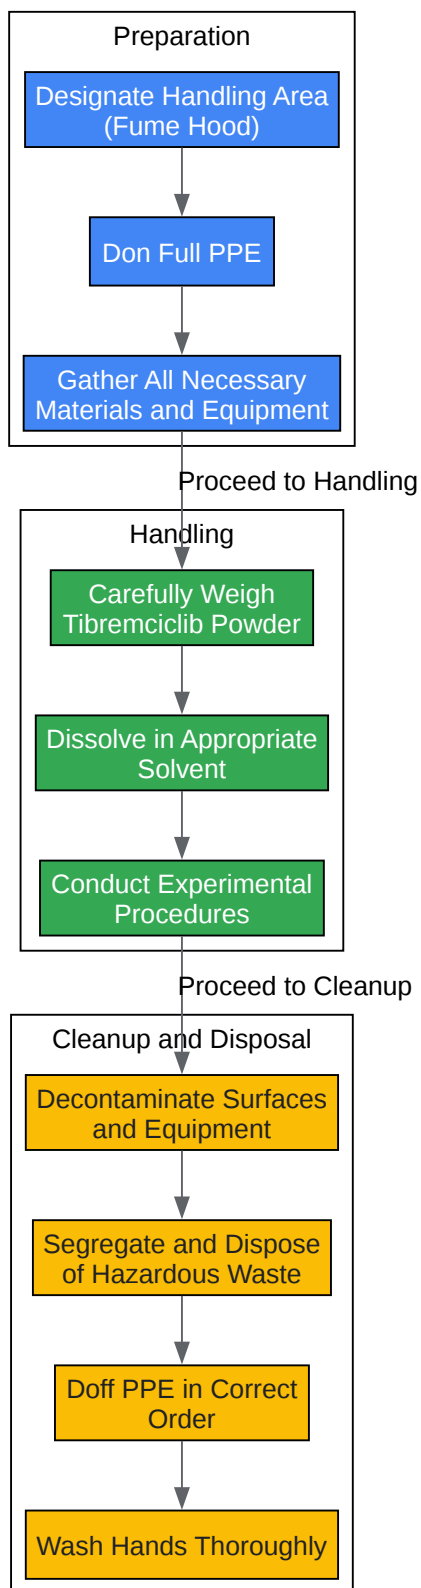 Preparation
Designate Handling Area
(Fume Hood)
Don Full PPE
Gather All Necessary
Materials and Equipment
Proceed to Handling
Handling
Carefully Weigh
Tibremciclib Powder
Dissolve in Appropriate
Solvent
Conduct Experimental
Procedures
Proceed to Cleanup
Cleanup and Disposal
Decontaminate Surfaces
and Equipment
Segregate and Dispose
of Hazardous Waste
Doff PPE in Correct
Order
Wash Hands Thoroughly